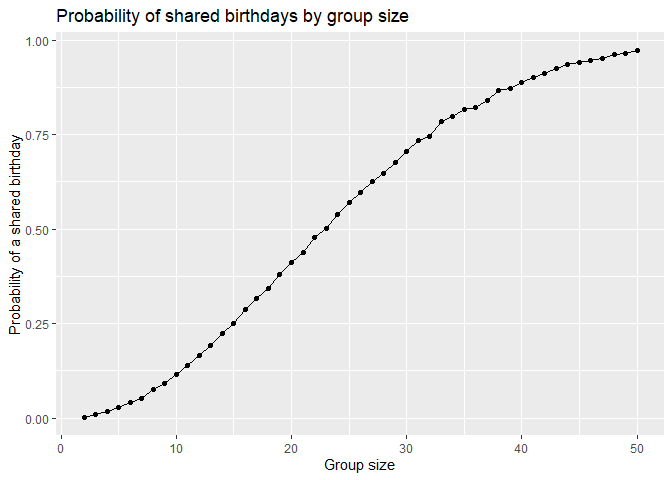 Probability of shared birthdays by group size
1.00
0.75
0.50
0.25
0.00
Probability of a shared birthday
0 10 20 30 40 50
Group size